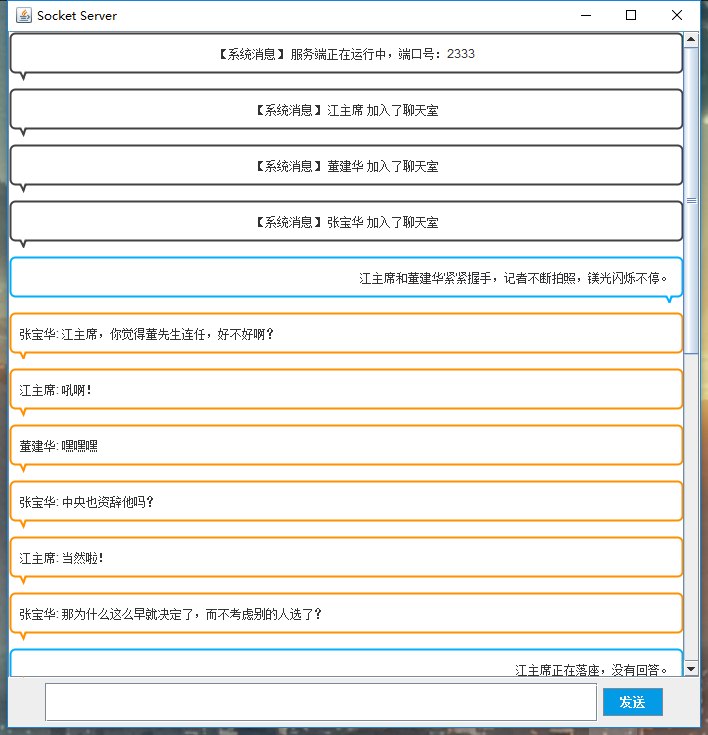 Socket Server
【系统消息】服务端正在运行中，端口号：2333
【系统消息】江主席 加入了聊天室
【系统消息】董建华 加入了聊天室
【系统消息】张宝华 加入了聊天室
江主席和董建华紧紧握手，记者不断拍照，镁光闪烁不停。
张宝华: 江主席，你觉得董先生连任，好不好啊？
江主席: 吼啊！
董建华: 嘿嘿嘿
张宝华: 中央也资辞他吗？
江主席: 当然啦！
张宝华: 那为什么这么早就决定了，而不考虑别的人选了？
江主席正在落座，没有回答。
发送